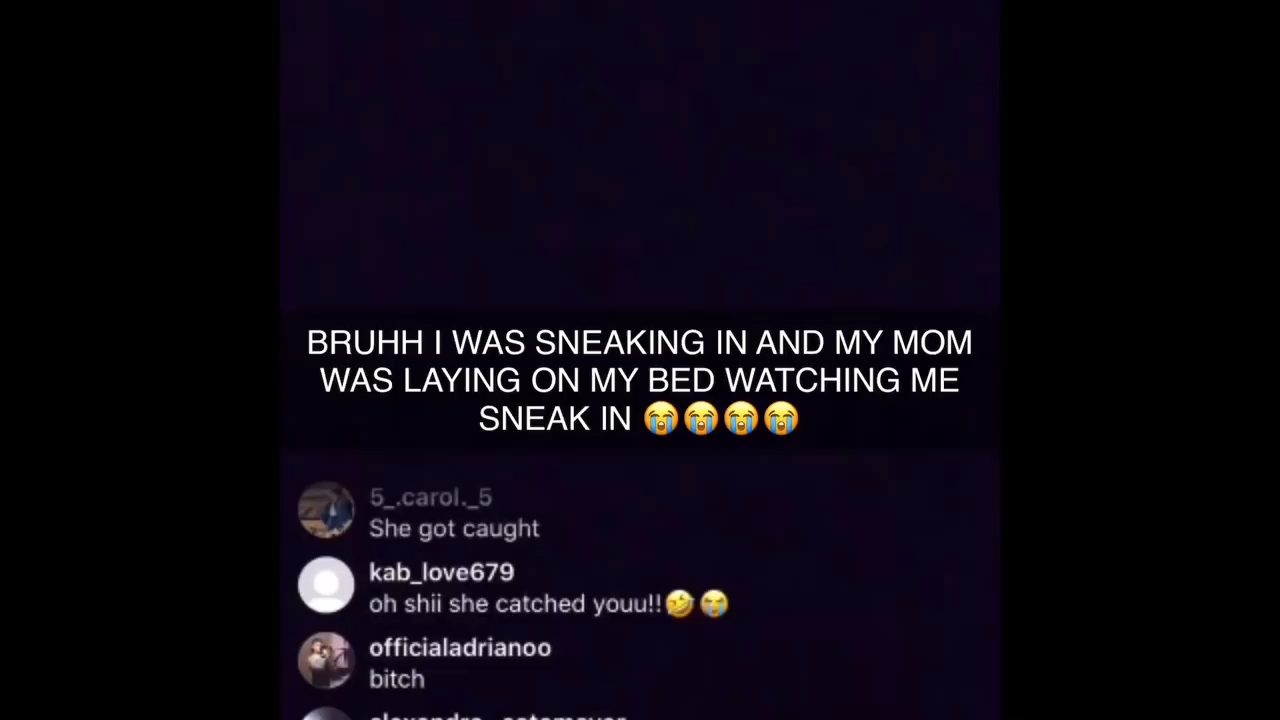 BRUHH I WAS SNEAKING IN AND MY MOM
WAS LAYING ON MY BED WATCHING ME
SNEAK IN 😭😭😭😭
5_.carol._5
She got caught
kab_love679
oh shii she catched youu!!🤣😭
officialadrianoo
bitch